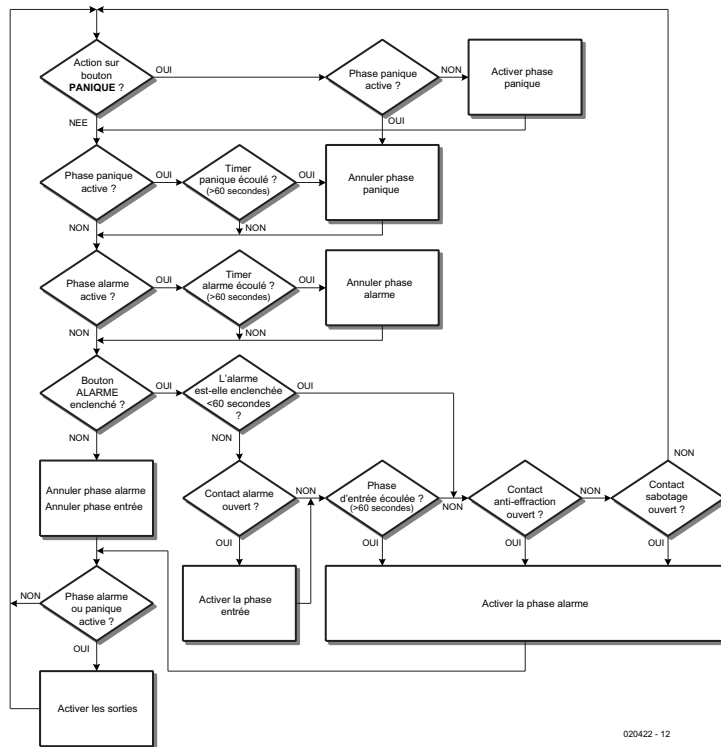 Action sur
bouton
PANIQUE ?
OUI
Phase panique
active ?
NON
Activer phase
panique
NEE
OUI
Phase panique
active ?
OUI
Timer
panique écoulé ?
(>60 secondes)
OUI
Annuler phase
panique
NON
NON
Phase alarme
active ?
OUI
Timer
alarme écoulé ?
(>60 secondes)
OUI
Annuler phase
alarme
NON
NON
Bouton
ALARME
enclenché ?
OUI
L'alarme
est-elle enclenchée
<60 secondes
?
OUI
NON
NON
NON
Annuler phase alarme
Annuler phase entrée
Contact alarme
ouvert ?
NON
Phase
d'entrée écoulée ?
(>60 secondes)
NON
Contact
anti-effraction
ouvert ?
NON
Contact
sabotage
ouvert ?
OUI
OUI
OUI
OUI
Phase alarme
ou panique
active ?
NON
Activer la phase
entrée
Activer la phase alarme
OUI
Activer les sorties
020422 - 12